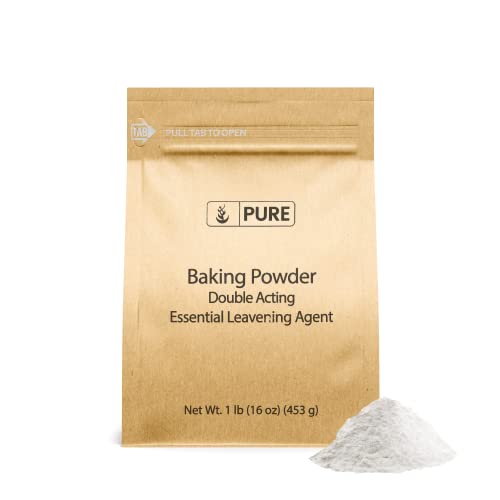 TAB
PULL TAB TO OPEN
PURE
Baking Powder
Double Acting
Essential Leavening Agent
Net Wt. 1 lb (16 oz) (453 g)